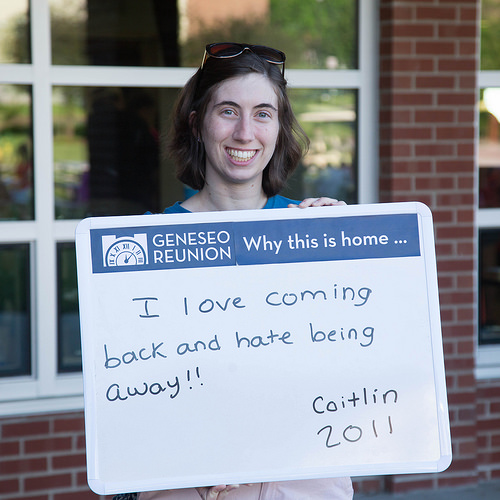 GENESEO
REUNION
Why this is home ...
I love coming
back and hate being
away!!
Caitlin
2011